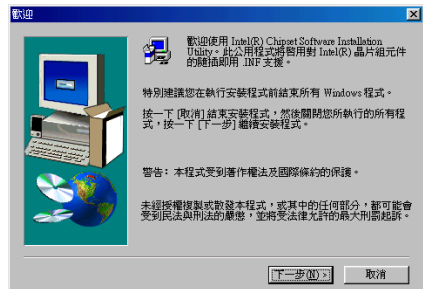 歡迎
歡迎使用 Intel(R) Chipset Software Installation
Utility。此公用程式將啓用對 Intel(R) 晶片組元件
的隨插即用 .INF 支援。
特別建議您在執行安裝程式前結束所有 Windows 程式。
按一下 [取消] 結束安裝程式，然後關閉您所執行的所有程
式，按一下 [下一步] 繼續安裝程式。
警告: 本程式受到著作權法及國際條約的保護。
未經授權複製或散發本程式，或其中的任何部分，都可能會
受到民法與刑法的嚴懲，並將受法律允許的最大刑罰起訴。
下一步(N) >
取消